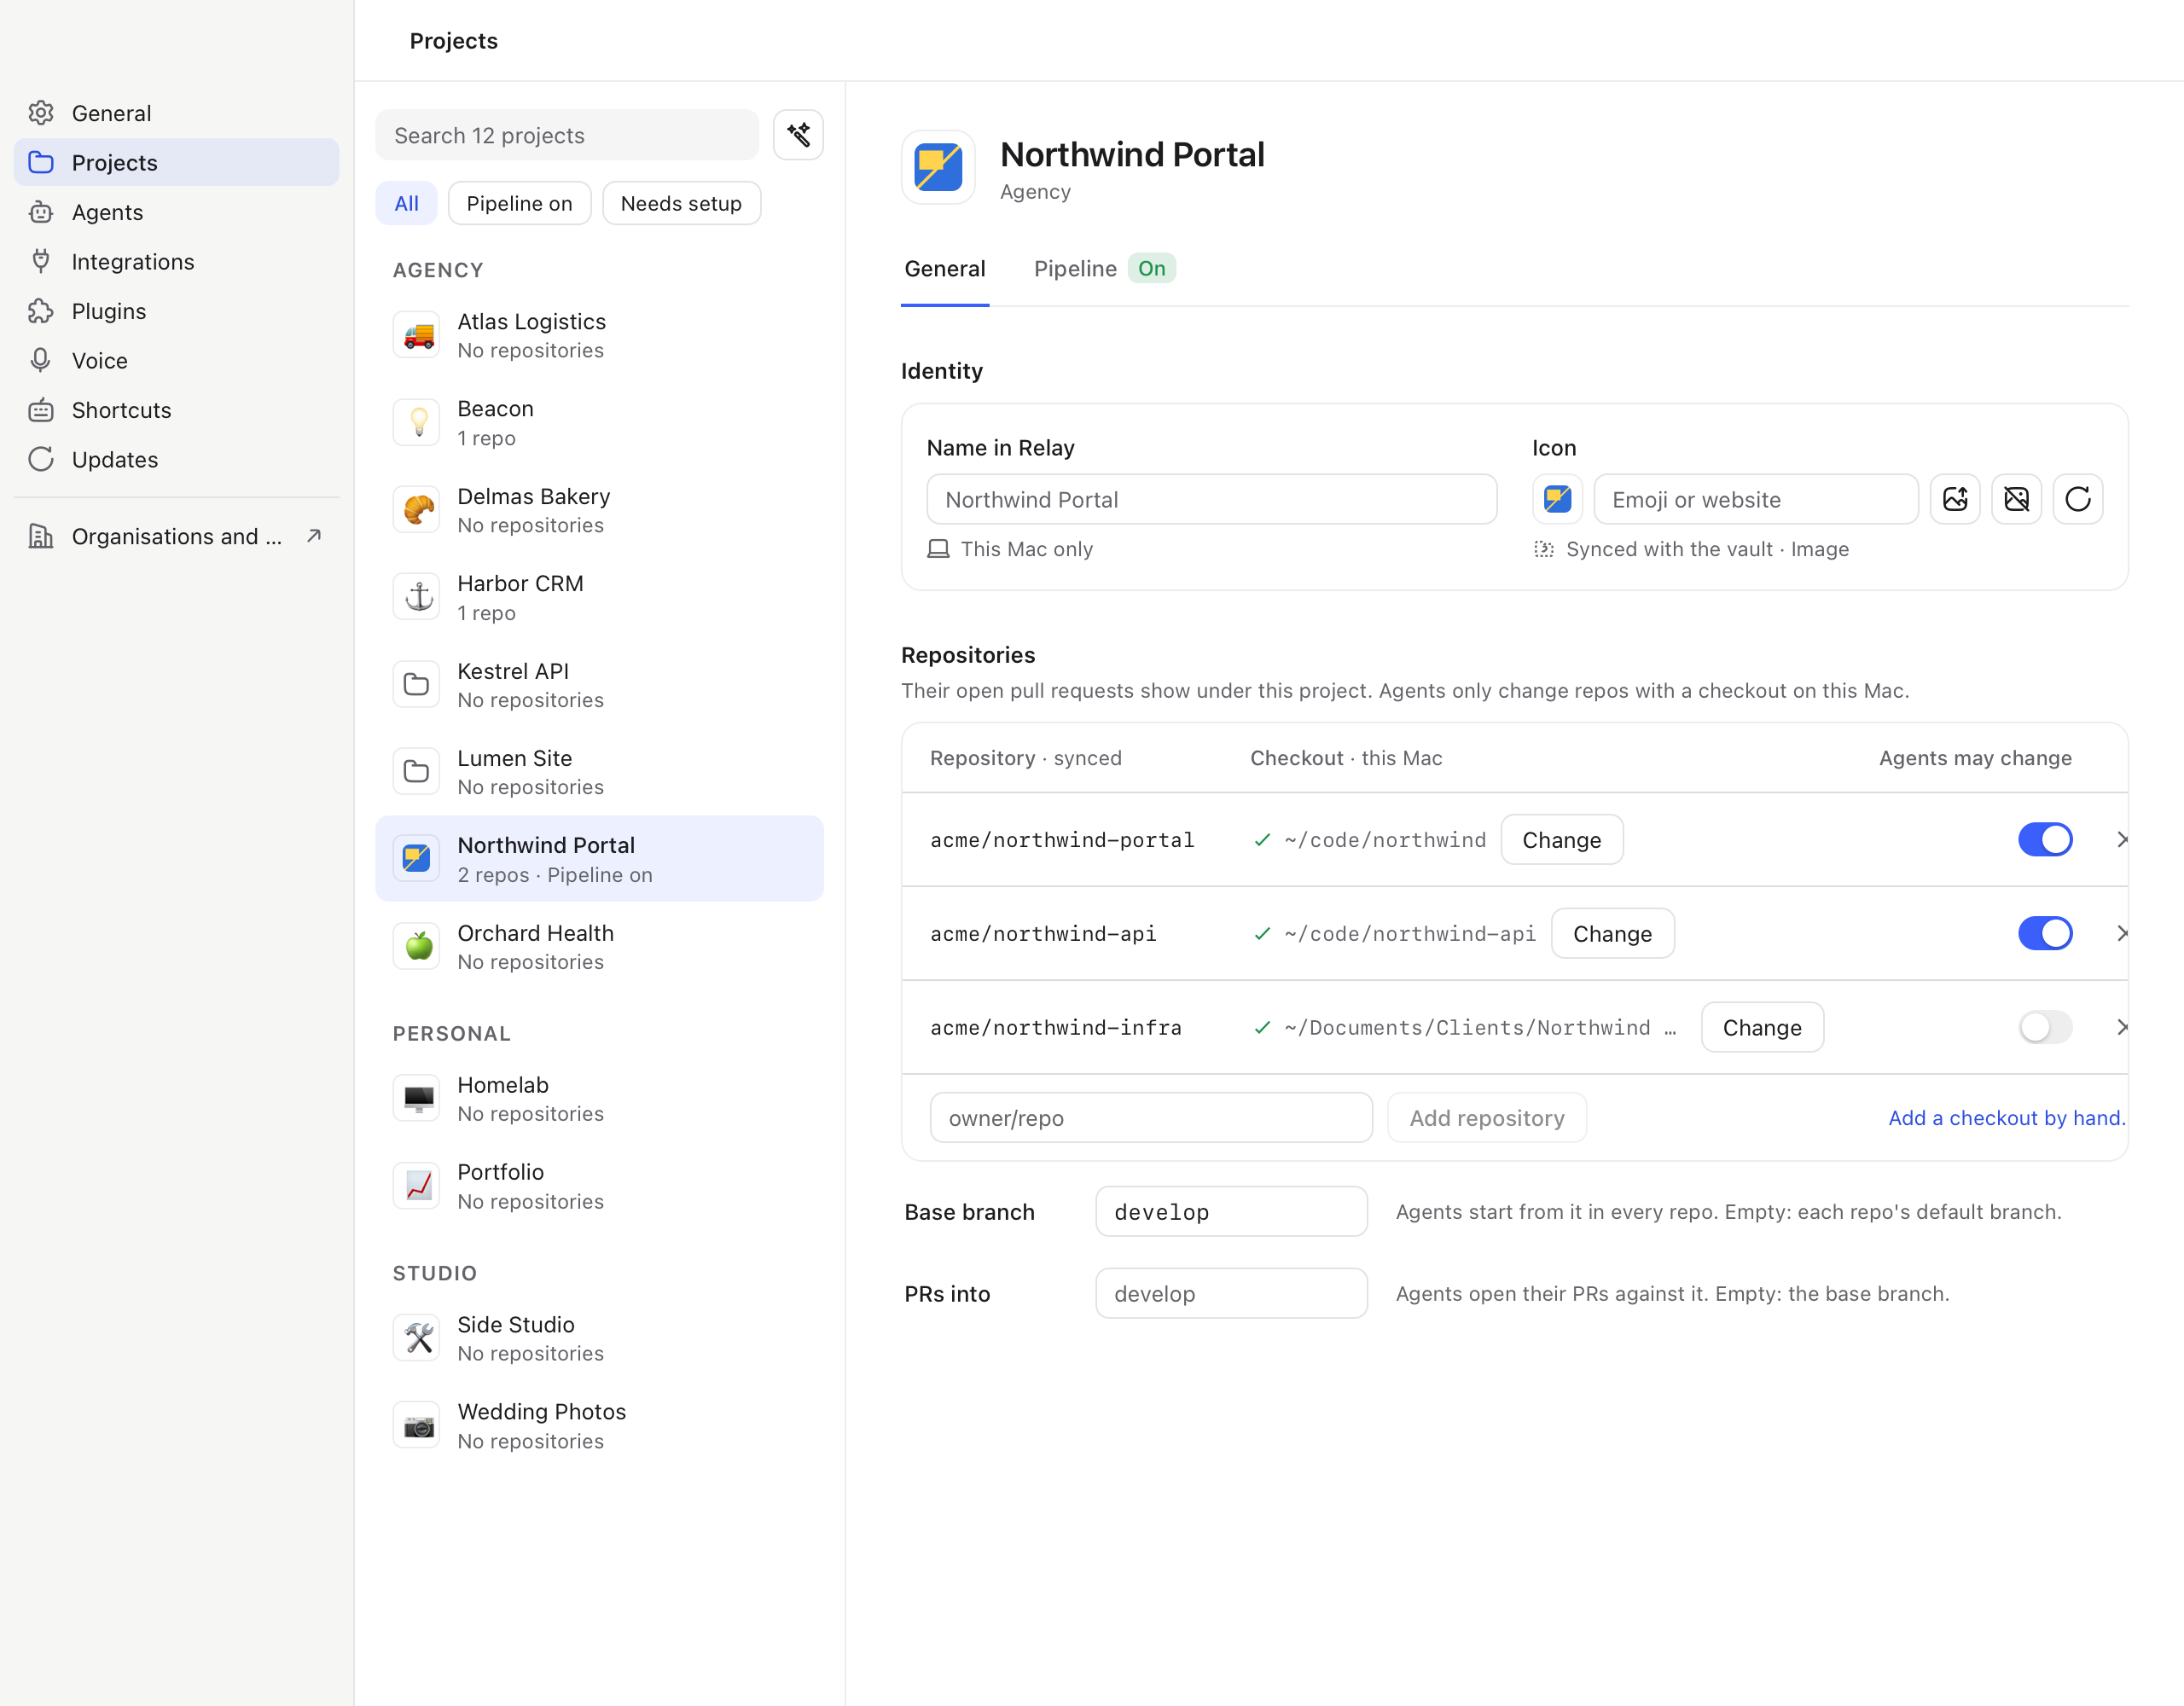 Projects
General
Projects
Agents
Integrations
Plugins
Voice
Shortcuts
Updates
Organisations and ...
Search 12 projects
All
Pipeline on
Needs setup
AGENCY
Atlas Logistics
No repositories
Beacon
1 repo
Delmas Bakery
No repositories
Harbor CRM
1 repo
Kestrel API
No repositories
Lumen Site
No repositories
Northwind Portal
2 repos · Pipeline on
Orchard Health
No repositories
PERSONAL
Homelab
No repositories
Portfolio
No repositories
STUDIO
Side Studio
No repositories
Wedding Photos
No repositories
Northwind Portal
Agency
General
Pipeline On
Identity
Name in Relay
Northwind Portal
This Mac only
Icon
Emoji or website
Synced with the vault · Image
Repositories
Their open pull requests show under this project. Agents only change repos with a checkout on this Mac.
Repository · synced Checkout · this Mac Agents may change
acme/northwind-portal ~/code/northwind Change
acme/northwind-api ~/code/northwind-api Change
acme/northwind-infra ~/Documents/Clients/Northwind … Change
owner/repo Add repository Add a checkout by hand.
Base branch develop Agents start from it in every repo. Empty: each repo's default branch.
PRs into develop Agents open their PRs against it. Empty: the base branch.